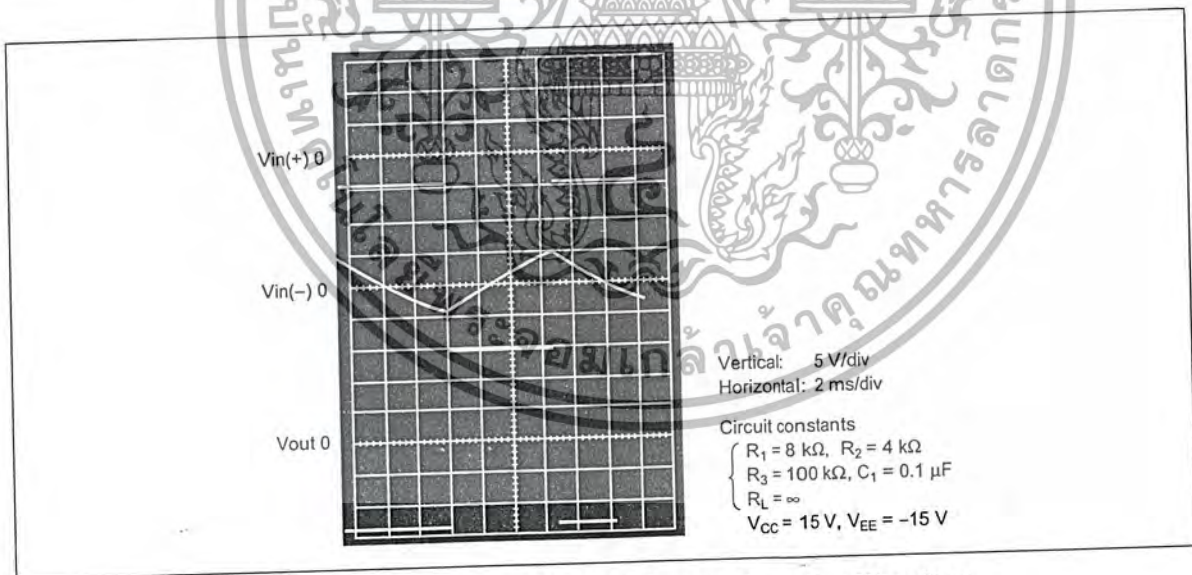 Vin(+) 0
Vin(−) 0
Vout 0
Vertical: 5 V/div
Horizontal: 2 ms/div
Circuit constants
R₁ = 8 kΩ, R₂ = 4 kΩ
R₃ = 100 kΩ, C₁ = 0.1 μF
R_L = ∞
V_CC = 15 V, V_EE = −15 V